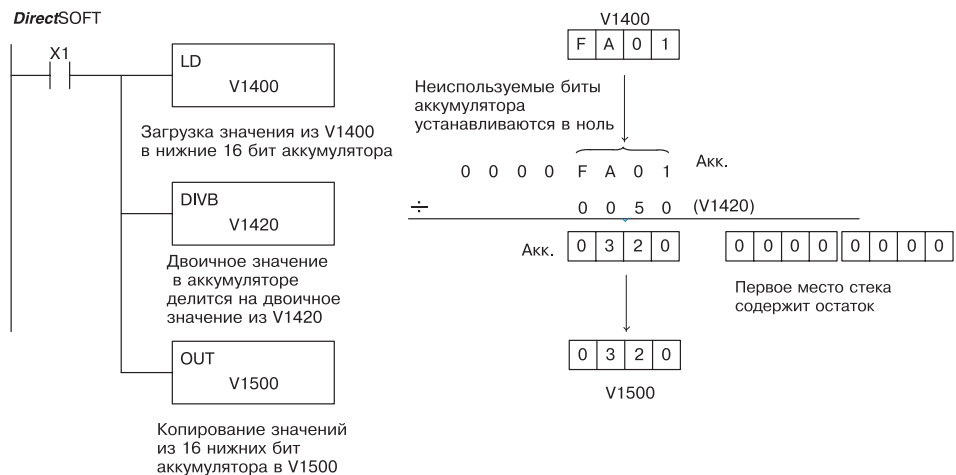 DirectSOFT
X1
LD
V1400
Загрузка значения из V1400
в нижние 16 бит аккумулятора
DIVB
V1420
Двоичное значение
в аккумуляторе
делится на двоичное
значение из V1420
OUT
V1500
Копирование значений
из 16 нижних бит
аккумулятора в V1500
V1400
F A 0 1
Неиспользуемые биты
аккумулятора
устанавливаются в ноль
0 0 0 0 F A 0 1 Акк.
÷ 0 0 5 0 (V1420)
Акк. 0 3 2 0 0 0 0 0 0 0 0 0
Первое место стека
содержит остаток
0 3 2 0
V1500